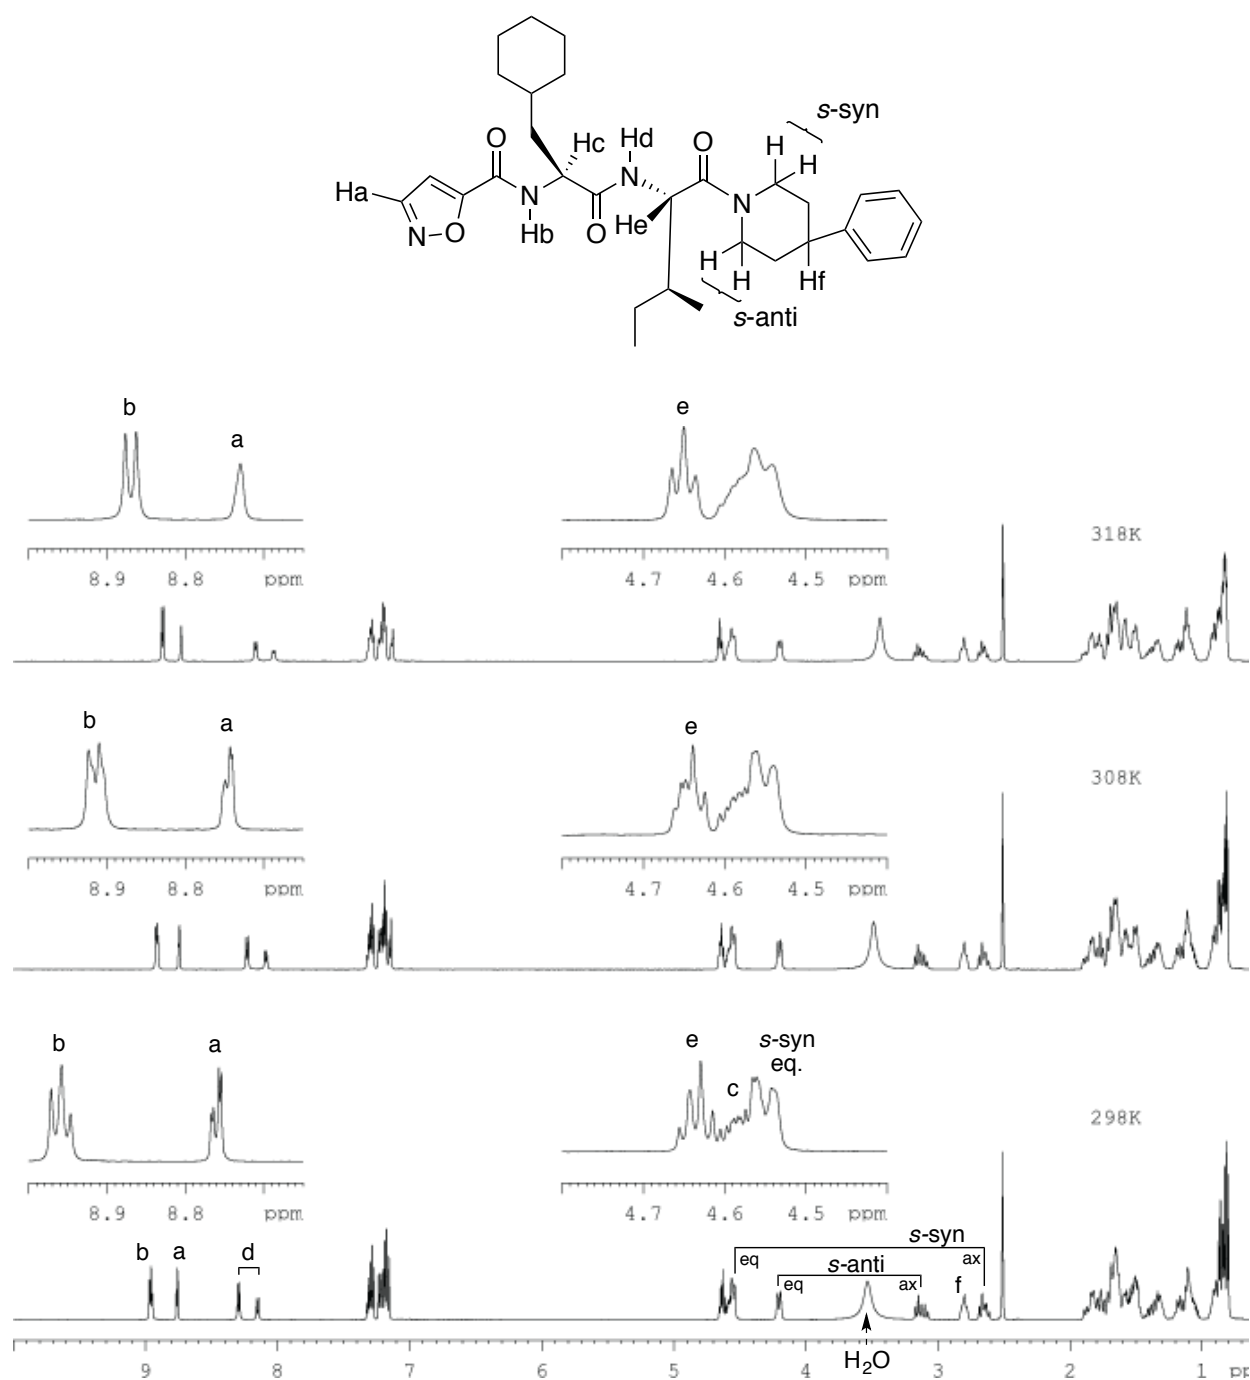 s-syn
O
Hc
Hd
O
H
H
Ha
N
N
N
O
N
O
Hb
O
He
H
H
Hf
s-anti
b
a
e
318K
8.9 8.8 ppm
4.7 4.6 4.5 ppm
b
a
e
308K
8.9 8.8 ppm
4.7 4.6 4.5 ppm
b
a
e
s-syn
eq.
c
298K
8.9 8.8 ppm
4.7 4.6 4.5 ppm
b
a
d
s-syn
eq
s-anti
ax
eq
ax
f
H2O
9 8 7 6 5 4 3 2 1 pp